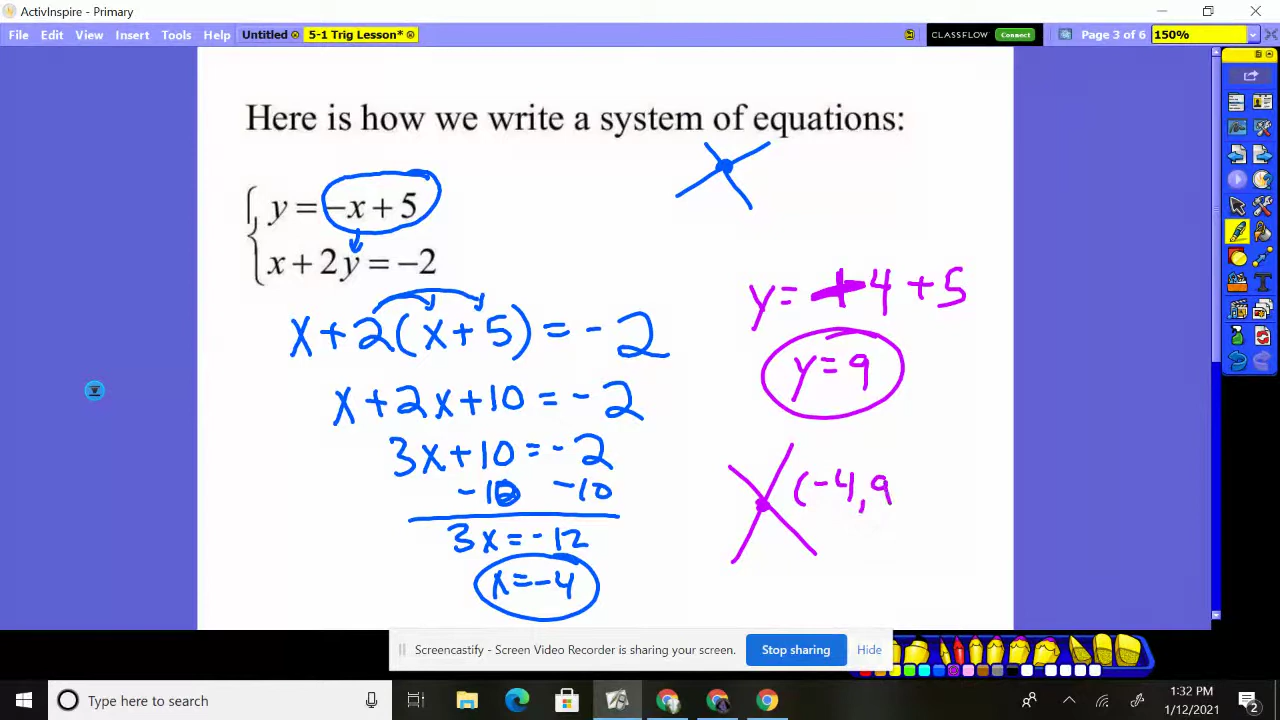 ActivInspire - Primary
File Edit View Insert Tools Help Untitled 5-1 Trig Lesson* CLASSFLOW Connect Page 3 of 6 150%
Here is how we write a system of equations:
y = -x + 5
x + 2y = -2
x + 2(x + 5) = -2
x + 2x + 10 = -2
3x + 10 = -2
-10 -10
3x = -12
x = -4
y = 4 + 5
y = 9
(-4, 9
Screencastify - Screen Video Recorder is sharing your screen. Stop sharing Hide
Type here to search
1:32 PM
1/12/2021
2